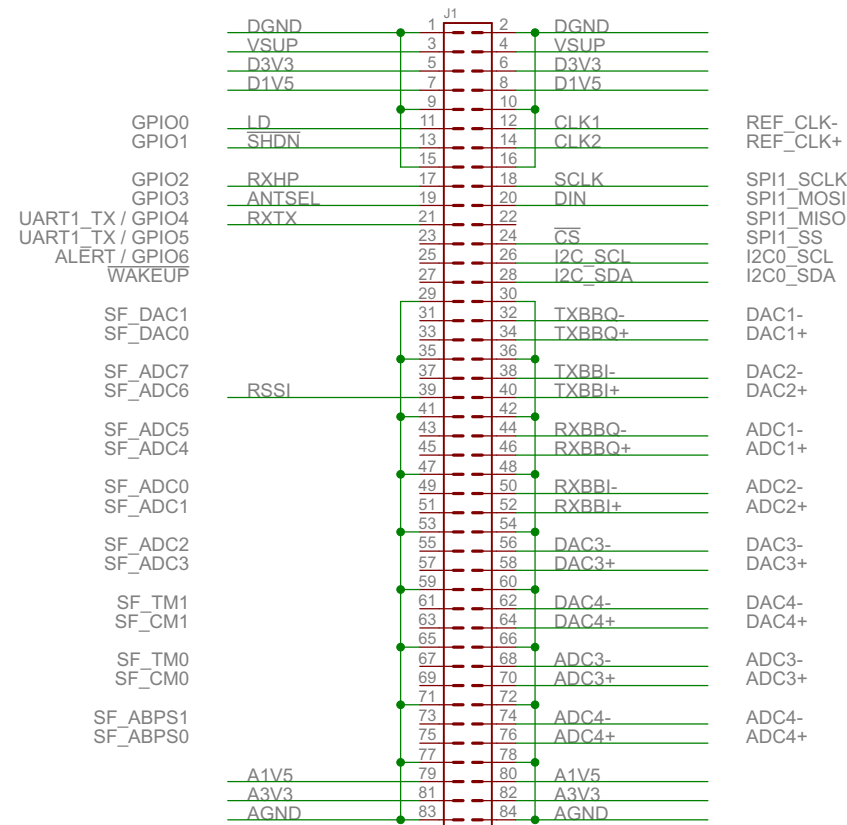 J1
DGND 1 2 DGND
VSUP 3 4 VSUP
D3V3 5 6 D3V3
D1V5 7 8 D1V5
9 10
GPIO0 LD 11 12 CLK1 REF_CLK-
GPIO1 SHDN 13 14 CLK2 REF_CLK+
15 16
GPIO2 RXHP 17 18 SCLK SPI1_SCLK
GPIO3 ANTSEL 19 20 DIN SPI1_MOSI
UART1_TX / GPIO4 RXTX 21 22 SPI1_MISO
UART1_TX / GPIO5 23 24 CS SPI1_SS
ALERT / GPIO6 25 26 I2C_SCL I2C0_SCL
WAKEUP 27 28 I2C_SDA I2C0_SDA
29 30
SF_DAC1 31 32 TXBBQ- DAC1-
SF_DAC0 33 34 TXBBQ+ DAC1+
35 36
SF_ADC7 37 38 TXBBI- DAC2-
SF_ADC6 RSSI 39 40 TXBBI+ DAC2+
41 42
SF_ADC5 43 44 RXBBQ- ADC1-
SF_ADC4 45 46 RXBBQ+ ADC1+
47 48
SF_ADC0 49 50 RXBBI- ADC2-
SF_ADC1 51 52 RXBBI+ ADC2+
53 54
SF_ADC2 55 56 DAC3- DAC3-
SF_ADC3 57 58 DAC3+ DAC3+
59 60
SF_TM1 61 62 DAC4- DAC4-
SF_CM1 63 64 DAC4+ DAC4+
65 66
SF_TM0 67 68 ADC3- ADC3-
SF_CM0 69 70 ADC3+ ADC3+
71 72
SF_ABPS1 73 74 ADC4- ADC4-
SF_ABPS0 75 76 ADC4+ ADC4+
77 78
A1V5 79 80 A1V5
A3V3 81 82 A3V3
AGND 83 84 AGND